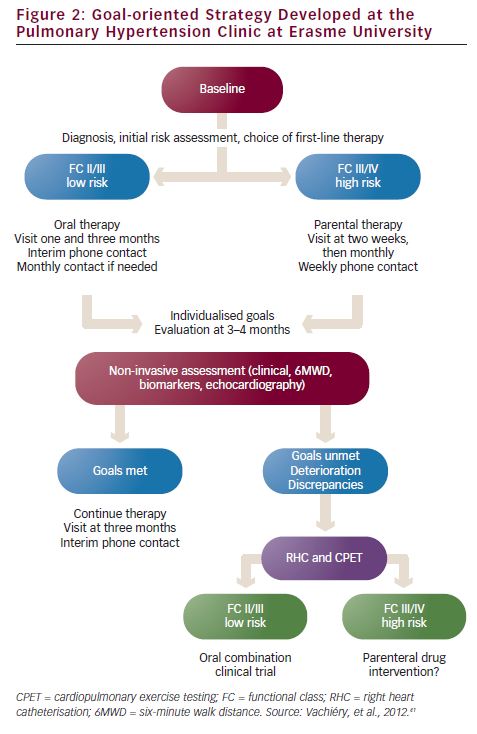 Figure 2: Goal-oriented Strategy Developed at the
Pulmonary Hypertension Clinic at Erasme University
Baseline
Diagnosis, initial risk assessment, choice of first-line therapy
FC II/III
low risk
FC III/IV
high risk
Oral therapy
Visit one and three months
Interim phone contact
Monthly contact if needed
Parental therapy
Visit at two weeks,
then monthly
Weekly phone contact
Individualised goals
Evaluation at 3–4 months
Non-invasive assessment (clinical, 6MWD,
biomarkers, echocardiography)
Goals met
Goals unmet
Deterioration
Discrepancies
Continue therapy
Visit at three months
Interim phone contact
RHC and CPET
FC II/III
low risk
FC III/IV
high risk
Oral combination
clinical trial
Parenteral drug
intervention?
CPET = cardiopulmonary exercise testing; FC = functional class; RHC = right heart
catheterisation; 6MWD = six-minute walk distance. Source: Vachiéry, et al., 2012.⁴¹